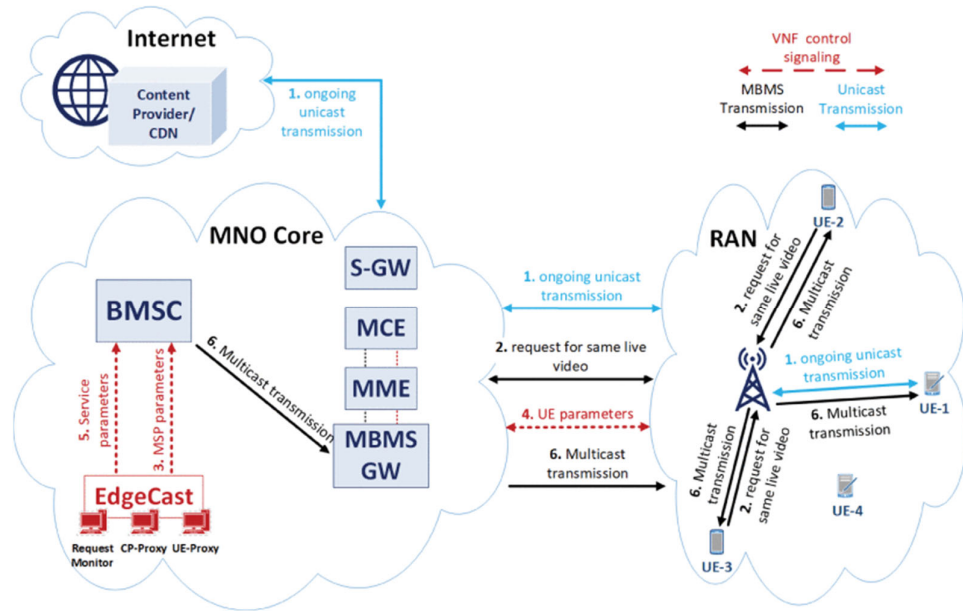 Internet
Content
Provider/
CDN
1. ongoing
unicast
transmission
VNF control
signaling
MBMS
Transmission
Unicast
Transmission
MNO Core
S-GW
BMSC
MCE
MME
MBMS
GW
6. Multicast transmission
5. Service
parameters
3. MSP parameters
EdgeCast
Request
Monitor
CP-Proxy
UE-Proxy
1. ongoing unicast
transmission
2. request for same live
video
4. UE parameters
6. Multicast
transmission
RAN
UE-2
2. request for
same live video
6. Multicast
transmission
1. ongoing unicast
transmission
UE-1
6. Multicast
transmission
6. Multicast
transmission
2. request for
same live video
UE-4
UE-3